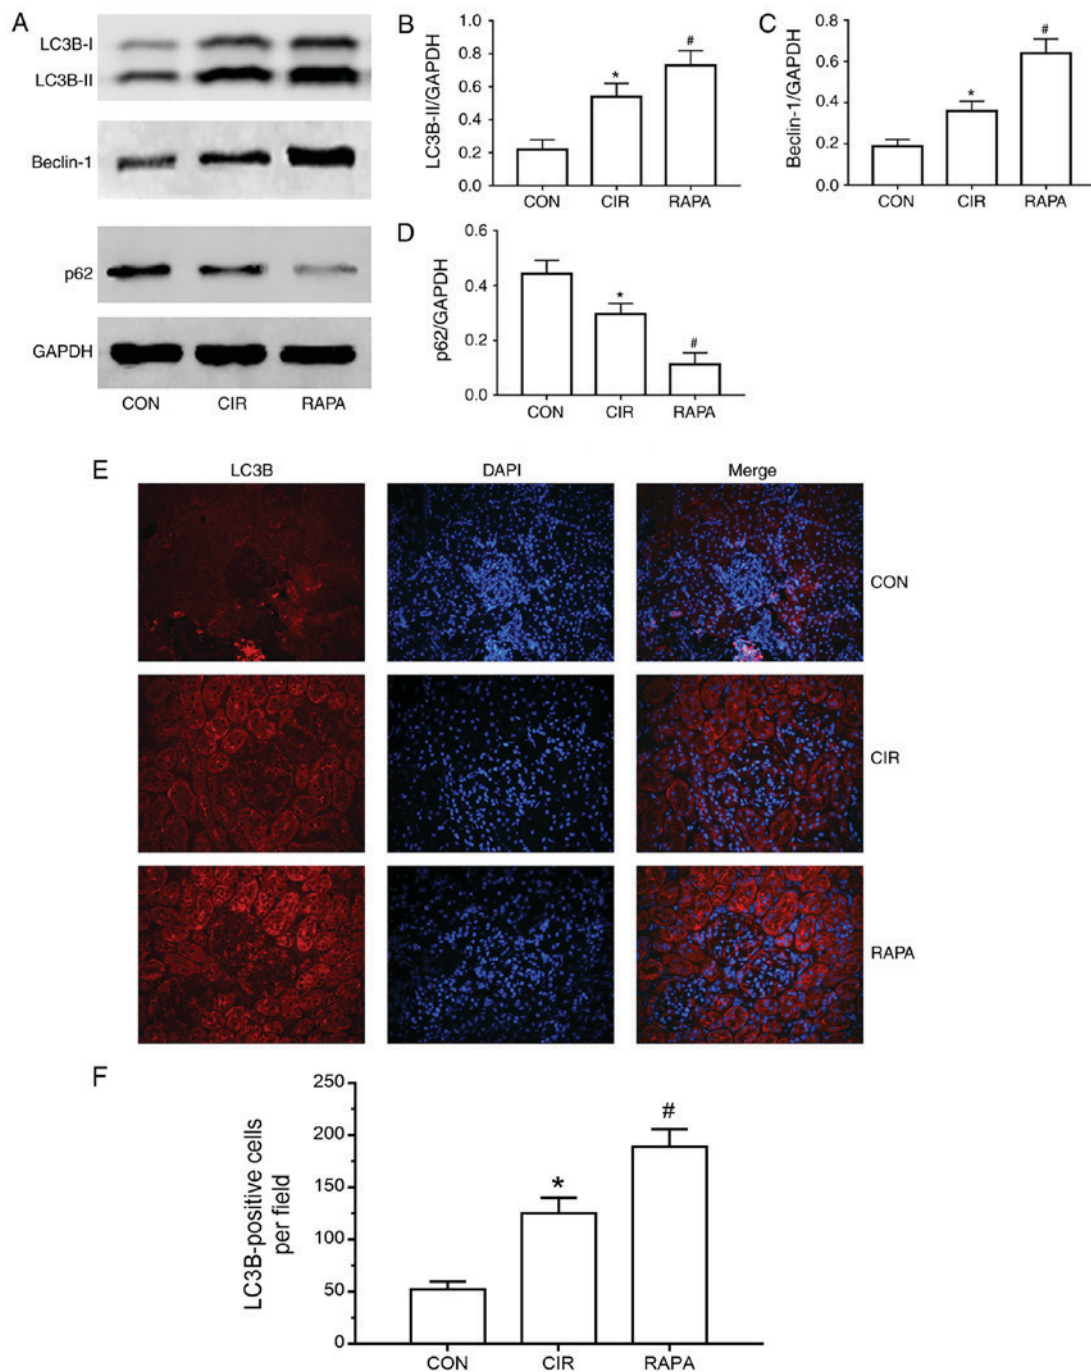 A
LC3B-I
LC3B-II
Beclin-1
p62
GAPDH
CON CIR RAPA
B
LC3B-II/GAPDH
1.0
0.8
0.6
0.4
0.2
0.0
*
#
CON CIR RAPA
C
Beclin-1/GAPDH
0.8
0.6
0.4
0.2
0.0
*
#
CON CIR RAPA
D
p62/GAPDH
0.6
0.4
0.2
0.0
*
#
CON CIR RAPA
E
LC3B DAPI Merge
CON
CIR
RAPA
F
LC3B-positive cells
per field
250
200
150
100
50
0
*
#
CON CIR RAPA